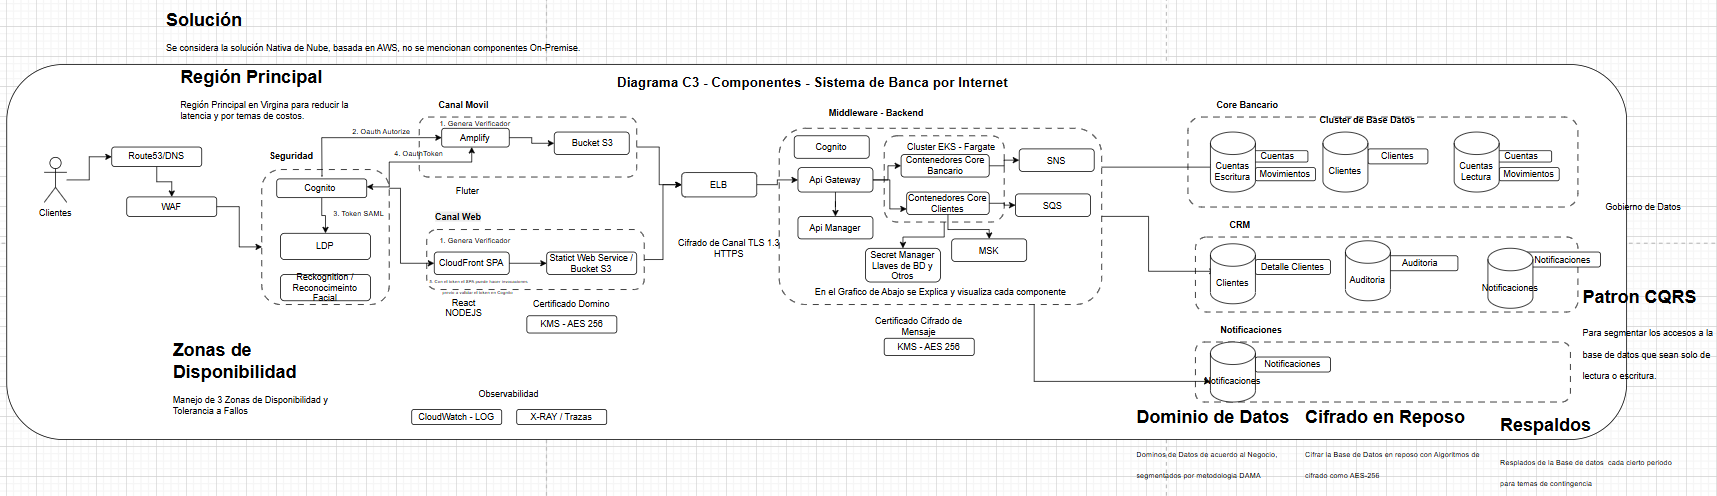 Solución
Se considera la solución Nativa de Nube, basada en AWS, no se mencionan componentes On-Premise.
Región Principal
Región Principal en Virgina para reducir la
latencia y por temas de costos.
Diagrama C3 - Componentes - Sistema de Banca por Internet
Clientes
Route53/DNS
WAF
Seguridad
Cognito
3. Token SAML
LDP
Reckognition /
Reconocimeinto
Facial
2. Oauth Autorize
4. OauthToken
Canal Movil
1. Genera Verificador
Amplify
Bucket S3
Fluter
Canal Web
1. Genera Verificador
CloudFront SPA
Statict Web Service /
Bucket S3
React
NODEJS
Certificado Domino
KMS - AES 256
ELB
Cifrado de Canal TLS 1.3
HTTPS
Middleware - Backend
Cognito
Api Gateway
Api Manager
Cluster EKS - Fargate
Contenedores Core
Bancario
Contenedores Core
Clientes
SNS
SQS
Secret Manager
Llaves de BD y
Otros
MSK
En el Grafico de Abajo se Explica y visualiza cada componente
Certificado Cifrado de
Mensaje
KMS - AES 256
Core Bancario
Cluster de Base Datos
Cuentas
Escritura
Cuentas
Movimientos
Clientes
Clientes
Cuentas
Lectura
Cuentas
Movimientos
Gobierno de Datos
CRM
Clientes
Detalle Clientes
Auditoria
Auditoria
Notificaciones
Notificaciones
Notificaciones
Notificaciones
Notificaciones
Patron CQRS
Para segmentar los accesos a la
base de datos que sean solo de
lectura o escritura.
Zonas de
Disponibilidad
Manejo de 3 Zonas de Disponibilidad y
Tolerancia a Fallos
Observabilidad
CloudWatch - LOG
X-RAY / Trazas
Dominio de Datos
Dominos de Datos de acuerdo al Negocio,
segmentados por metodologia DAMA
Cifrado en Reposo
Cifrar la Base de Datos en reposo con Algoritmos de
cifrado como AES-256
Respaldos
Resplados de la Base de datos cada cierto periodo
para temas de contingencia